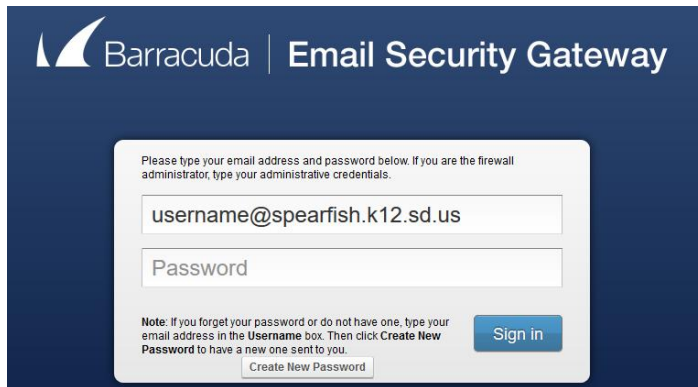 Barracuda | Email Security Gateway
Please type your email address and password below. If you are the firewall
administrator, type your administrative credentials.
username@spearfish.k12.sd.us
Password
Note: If you forget your password or do not have one, type your
email address in the Username box. Then click Create New
Password to have a new one sent to you.
Sign in
Create New Password